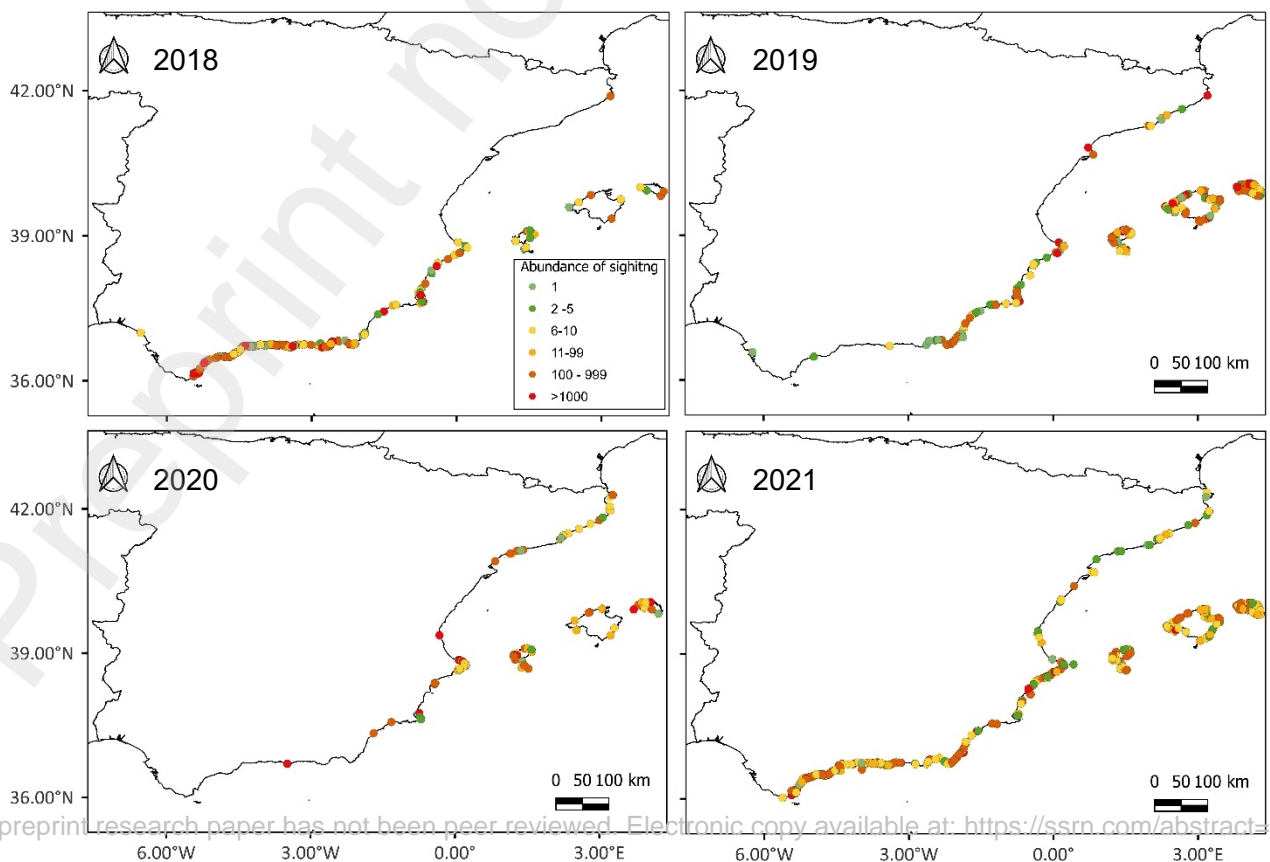 2018
2019
42.00°N
39.00°N
36.00°N
Abundance of sighitng
1
2 -5
6-10
11-99
100 - 999
>1000
0 50 100 km
2020
2021
42.00°N
39.00°N
36.00°N
0 50 100 km
0 50 100 km
preprint research paper has not been peer reviewed. Electronic copy available at: https://ssrn.com/abstract=
6.00°W 3.00°W 0.00° 3.00°E 6.00°W 3.00°W 0.00° 3.00°E
Preprint no